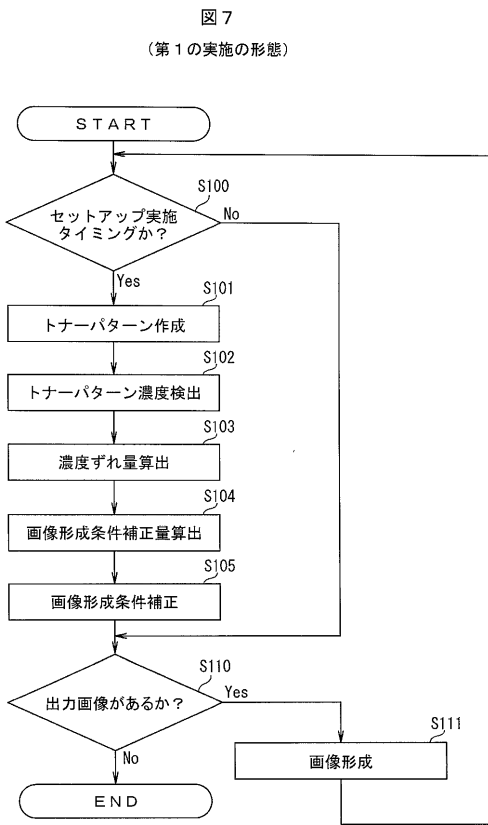 図7
（第１の実施の形態）
START
S100
セットアップ実施
タイミングか？
No
Yes
S101
トナーパターン作成
S102
トナーパターン濃度検出
S103
濃度ずれ量算出
S104
画像形成条件補正量算出
S105
画像形成条件補正
S110
出力画像があるか？
Yes
No
S111
画像形成
END